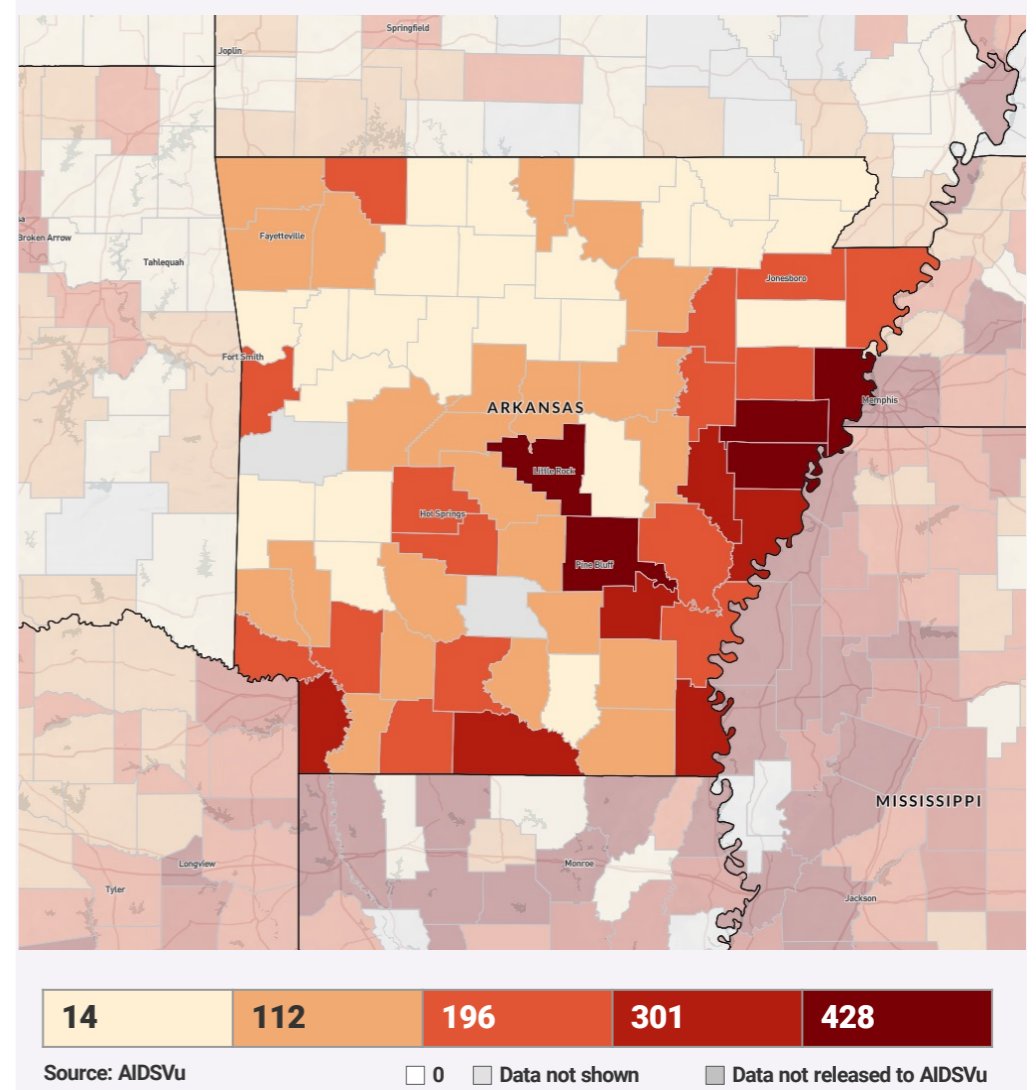 Springfield
Joplin
Broken Arrow
Tahlequah
Fayetteville
Jonesboro
Fort Smith
Memphis
ARKANSAS
Little Rock
Hot Springs
Pine Bluff
MISSISSIPPI
Longview
Monroe
Tyler
Jackson
14 112 196 301 428
Source: AIDSVu 0 Data not shown Data not released to AIDSVu